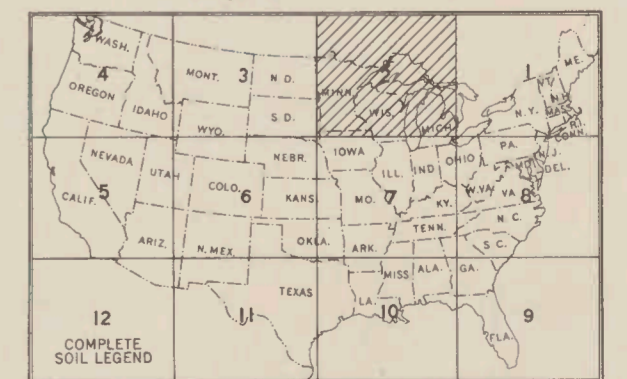 WASH.
MONT.
3
N D.
MINN.
2
WIS.
MICH.
1
ME.
VT.
N.H.
MASS.
R.I.
CONN.
N.Y.
4
OREGON
IDAHO
WYO.
S D.
NEBR.
IOWA
ILL.
IND
OHIO
PA.
N.J.
MD.
DEL.
NEVADA
UTAH
COLO.
6
KANS.
MO.
7
KY.
W.VA.
VA
8
5
CALIF.
ARIZ.
N.MEX.
OKLA.
ARK.
TENN.
N C.
S C.
TEXAS
MISS
ALA.
GA.
LA.
10
FLA.
9
11
12
COMPLETE
SOIL LEGEND